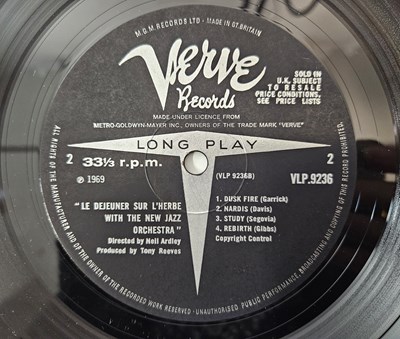 M.G.M. RECORDS LTD. MADE IN GT. BRITAIN
Verve
Records
SOLD IN
U.K. SUBJECT
TO RESALE
PRICE CONDITIONS,
SEE PRICE LISTS
MADE UNDER LICENCE FROM
METRO-GOLDWYN-MAYER INC., OWNERS OF THE TRADE MARK "VERVE"
LONG PLAY
2 33⅓ r.p.m. 2
℗ 1969 (VLP 9236B) VLP.9236
"LE DEJEUNER SUR L'HERBE
WITH THE NEW JAZZ
ORCHESTRA"
Directed by Neil Ardley
Produced by Tony Reeves
1. DUSK FIRE (Garrick)
2. NARDIS (Davis)
3. STUDY (Segovia)
4. REBIRTH (Gibbs)
Copyright Control
ALL RIGHTS OF THE MANUFACTURER AND OF THE OWNER OF THE RECORDED WORK RESERVED · UNAUTHORISED PUBLIC PERFORMANCE, BROADCASTING AND COPYING OF THIS RECORD PROHIBITED.